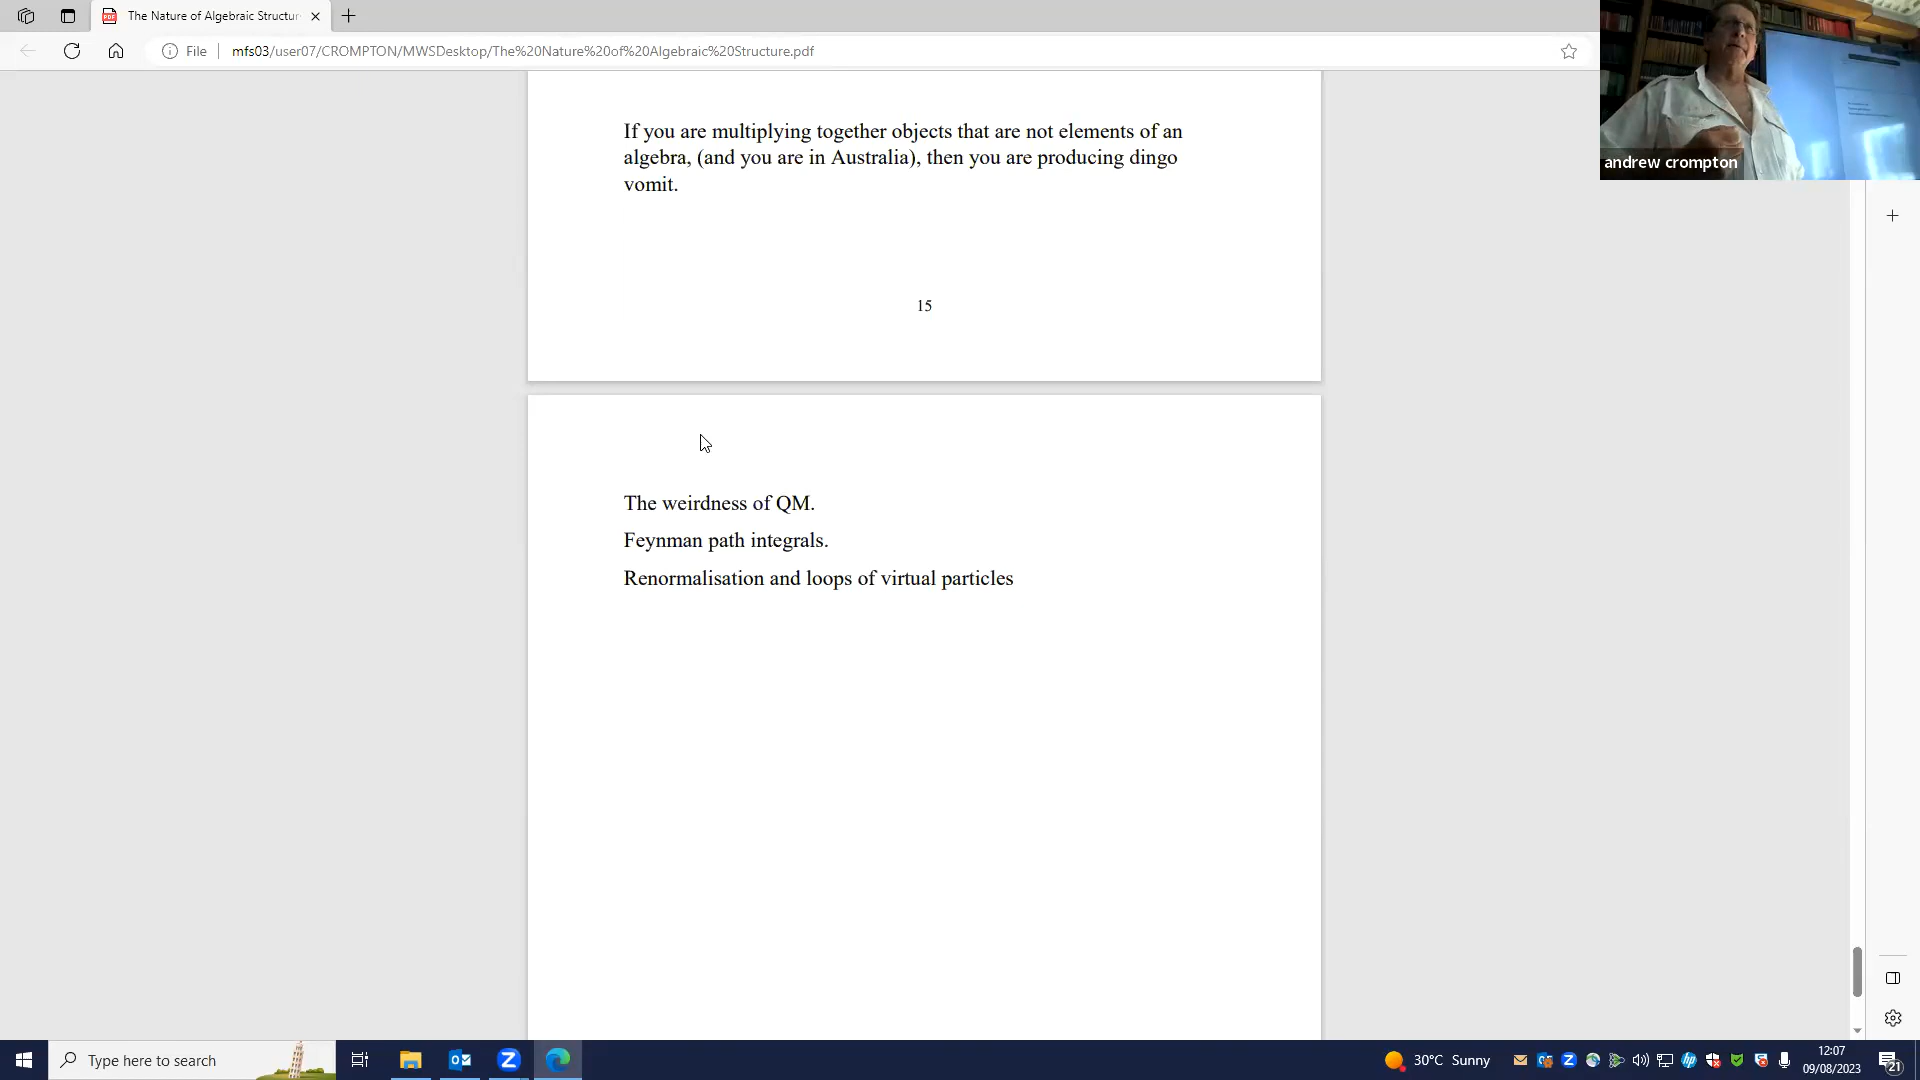 The Nature of Algebraic Structur
File
mfs03/user07/CROMPTON/MWSDesktop/The%20Nature%20of%20Algebraic%20Structure.pdf
andrew crompton
If you are multiplying together objects that are not elements of an
algebra, (and you are in Australia), then you are producing dingo
vomit.
15
The weirdness of QM.
Feynman path integrals.
Renormalisation and loops of virtual particles
Type here to search
30°C Sunny
12:07
09/08/2023
21